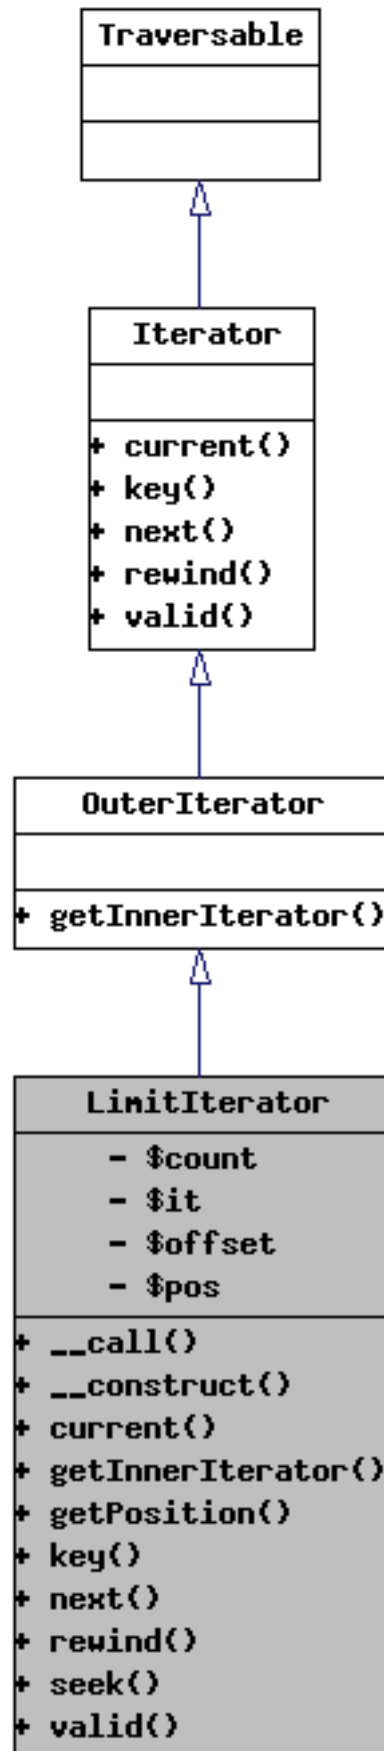 Traversable
Iterator
+ current()
+ key()
+ next()
+ rewind()
+ valid()
OuterIterator
+ getInnerIterator()
LimitIterator
- $count
- $it
- $offset
- $pos
+ __call()
+ __construct()
+ current()
+ getInnerIterator()
+ getPosition()
+ key()
+ next()
+ rewind()
+ seek()
+ valid()